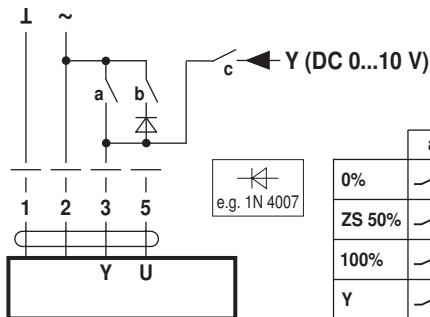 ⊥ ~
a b c Y (DC 0...10 V)
e.g. 1N 4007
1 2 3 5
Y U
a
0%
ZS 50%
100%
Y